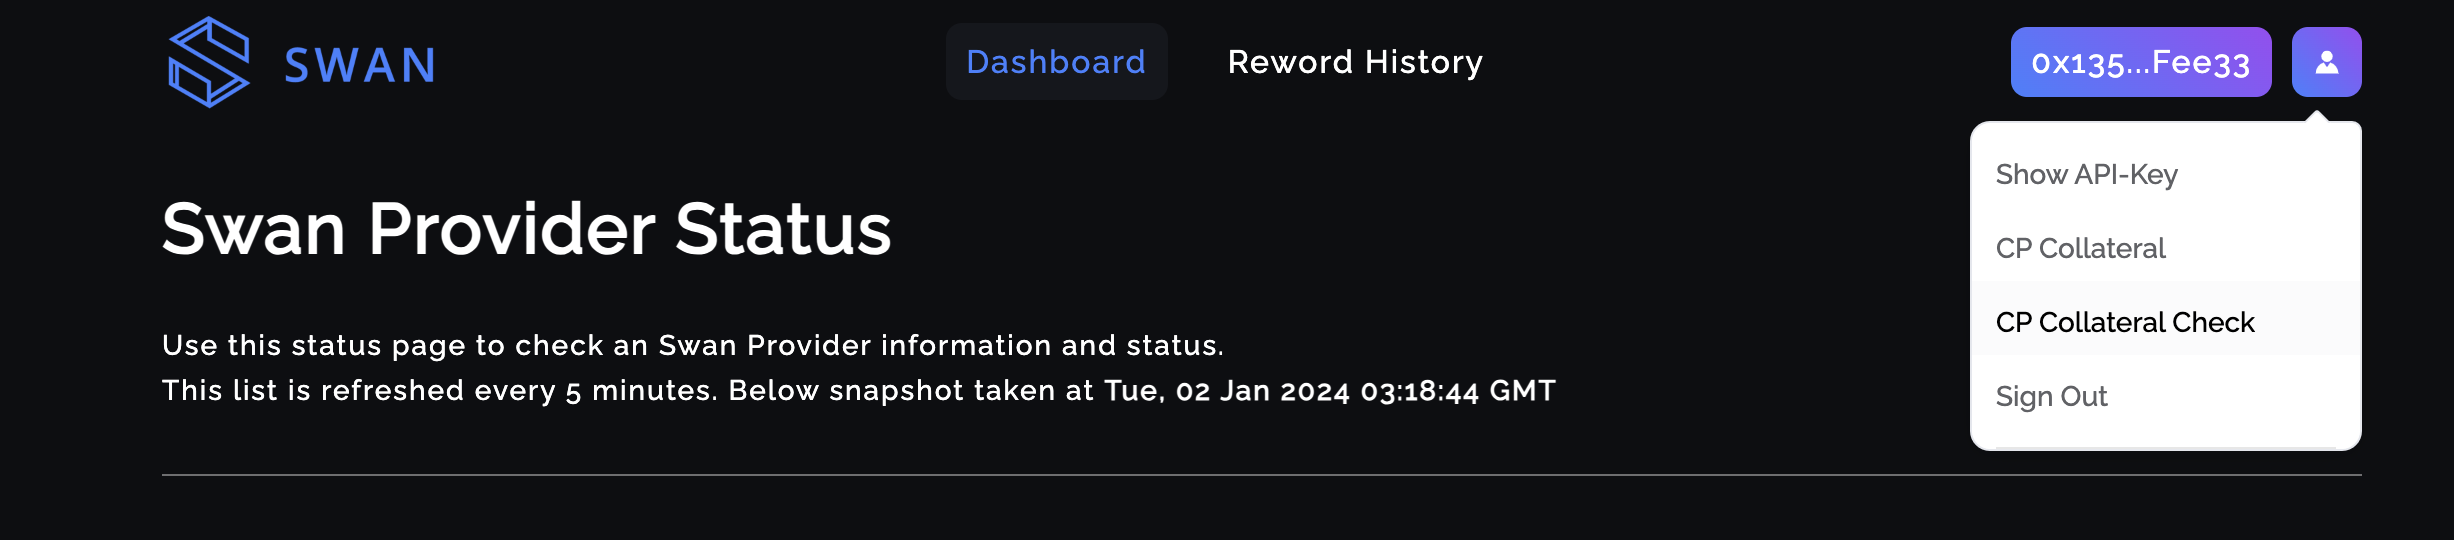 SWAN
Dashboard
Reword History
0x135...Fee33
Show API-Key
CP Collateral
CP Collateral Check
Sign Out
Swan Provider Status
Use this status page to check an Swan Provider information and status.
This list is refreshed every 5 minutes. Below snapshot taken at Tue, 02 Jan 2024 03:18:44 GMT